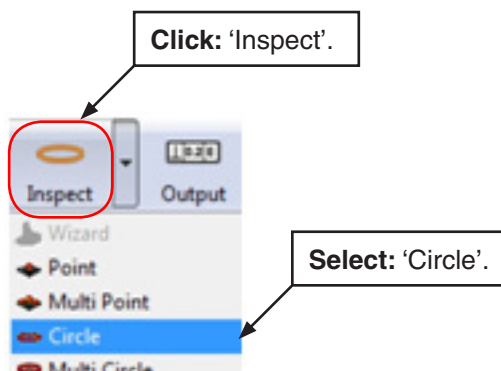 Click: ‘Inspect’.
Inspect
Output
Wizard
Point
Multi Point
Select: ‘Circle’.
Circle
Multi Circle